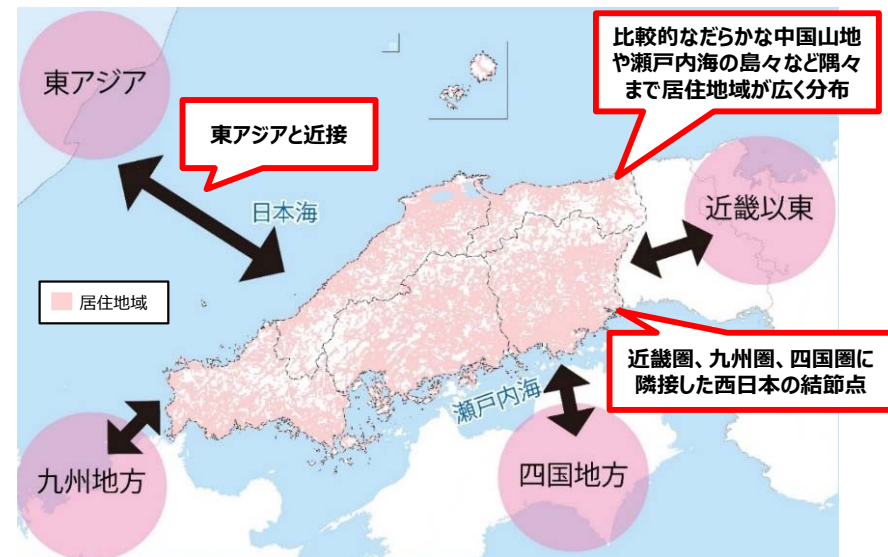 東アジア
比較的なだらかな中国山地
や瀬戸内海の島々など隅々
まで居住地域が広く分布
東アジアと近接
日本海
近畿以東
居住地域
近畿圏、九州圏、四国圏に
隣接した西日本の結節点
瀬戸内海
九州地方
四国地方